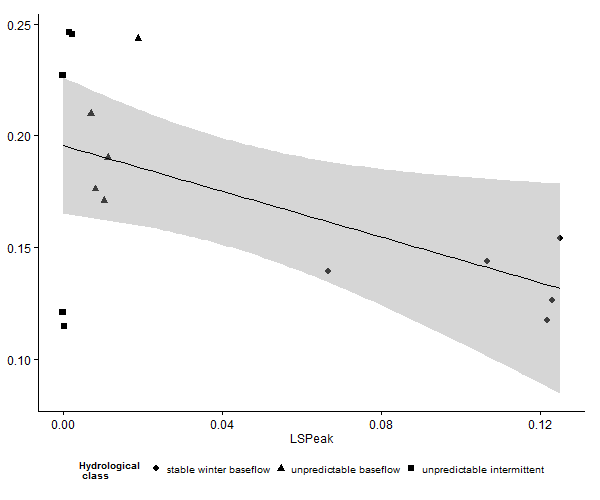 0.25
0.20
0.15
0.10
0.00 0.04 0.08 0.12
LSPeak
Hydrological
class
stable winter baseflow unpredictable baseflow unpredictable intermittent